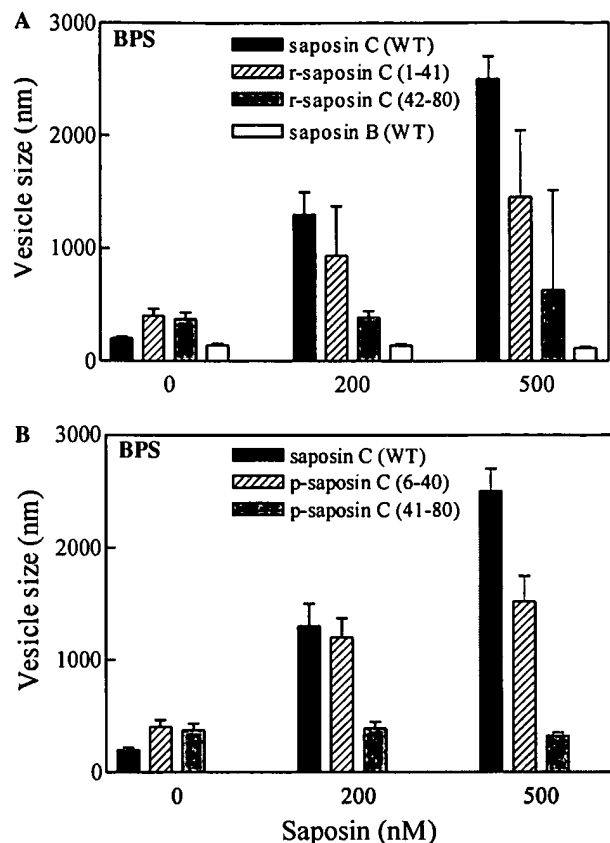 A
BPS
saposin C (WT)
r-saposin C (1-41)
r-saposin C (42-80)
saposin B (WT)
Vesicle size (nm)
3000
2000
1000
0
0 200 500
B
BPS
saposin C (WT)
p-saposin C (6-40)
p-saposin C (41-80)
Vesicle size (nm)
3000
2000
1000
0
0 200 500
Saposin (nM)